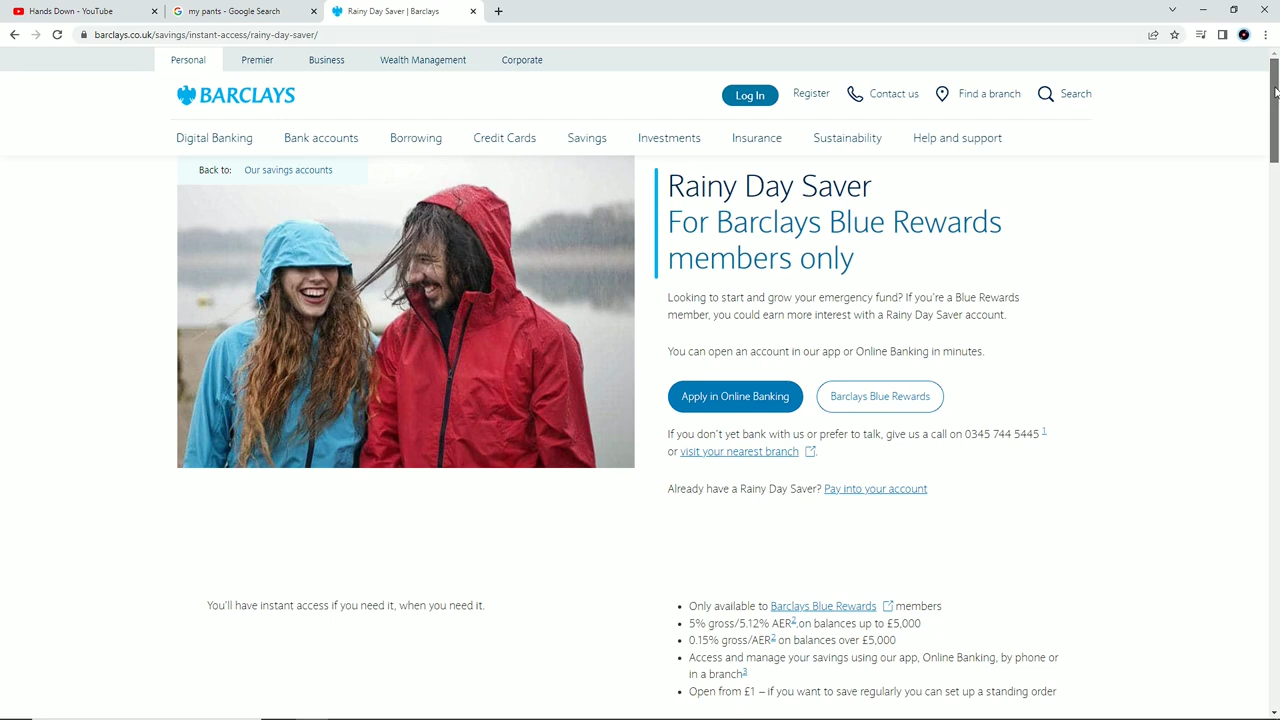 Hands Down - YouTube
my pants - Google Search
Rainy Day Saver | Barclays
barclays.co.uk/savings/instant-access/rainy-day-saver/
Personal Premier Business Wealth Management Corporate
BARCLAYS
Log In Register Contact us Find a branch Search
Digital Banking Bank accounts Borrowing Credit Cards Savings Investments Insurance Sustainability Help and support
Back to: Our savings accounts
Rainy Day Saver
For Barclays Blue Rewards
members only
Looking to start and grow your emergency fund? If you're a Blue Rewards
member, you could earn more interest with a Rainy Day Saver account.
You can open an account in our app or Online Banking in minutes.
Apply in Online Banking Barclays Blue Rewards
If you don't yet bank with us or prefer to talk, give us a call on 0345 744 5445 1
or visit your nearest branch .
Already have a Rainy Day Saver? Pay into your account
You'll have instant access if you need it, when you need it.
• Only available to Barclays Blue Rewards members
• 5% gross/5.12% AER2 on balances up to £5,000
• 0.15% gross/AER2 on balances over £5,000
• Access and manage your savings using our app, Online Banking, by phone or
in a branch3
• Open from £1 – if you want to save regularly you can set up a standing order